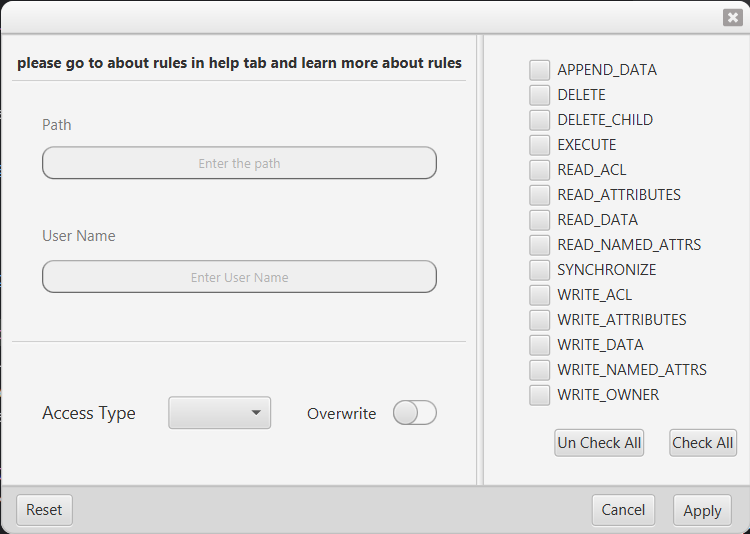 please go to about rules in help tab and learn more about rules
Path
Enter the path
User Name
Enter User Name
Access Type
Overwrite
APPEND_DATA
DELETE
DELETE_CHILD
EXECUTE
READ_ACL
READ_ATTRIBUTES
READ_DATA
READ_NAMED_ATTRS
SYNCHRONIZE
WRITE_ACL
WRITE_ATTRIBUTES
WRITE_DATA
WRITE_NAMED_ATTRS
WRITE_OWNER
Un Check All
Check All
Reset
Cancel
Apply